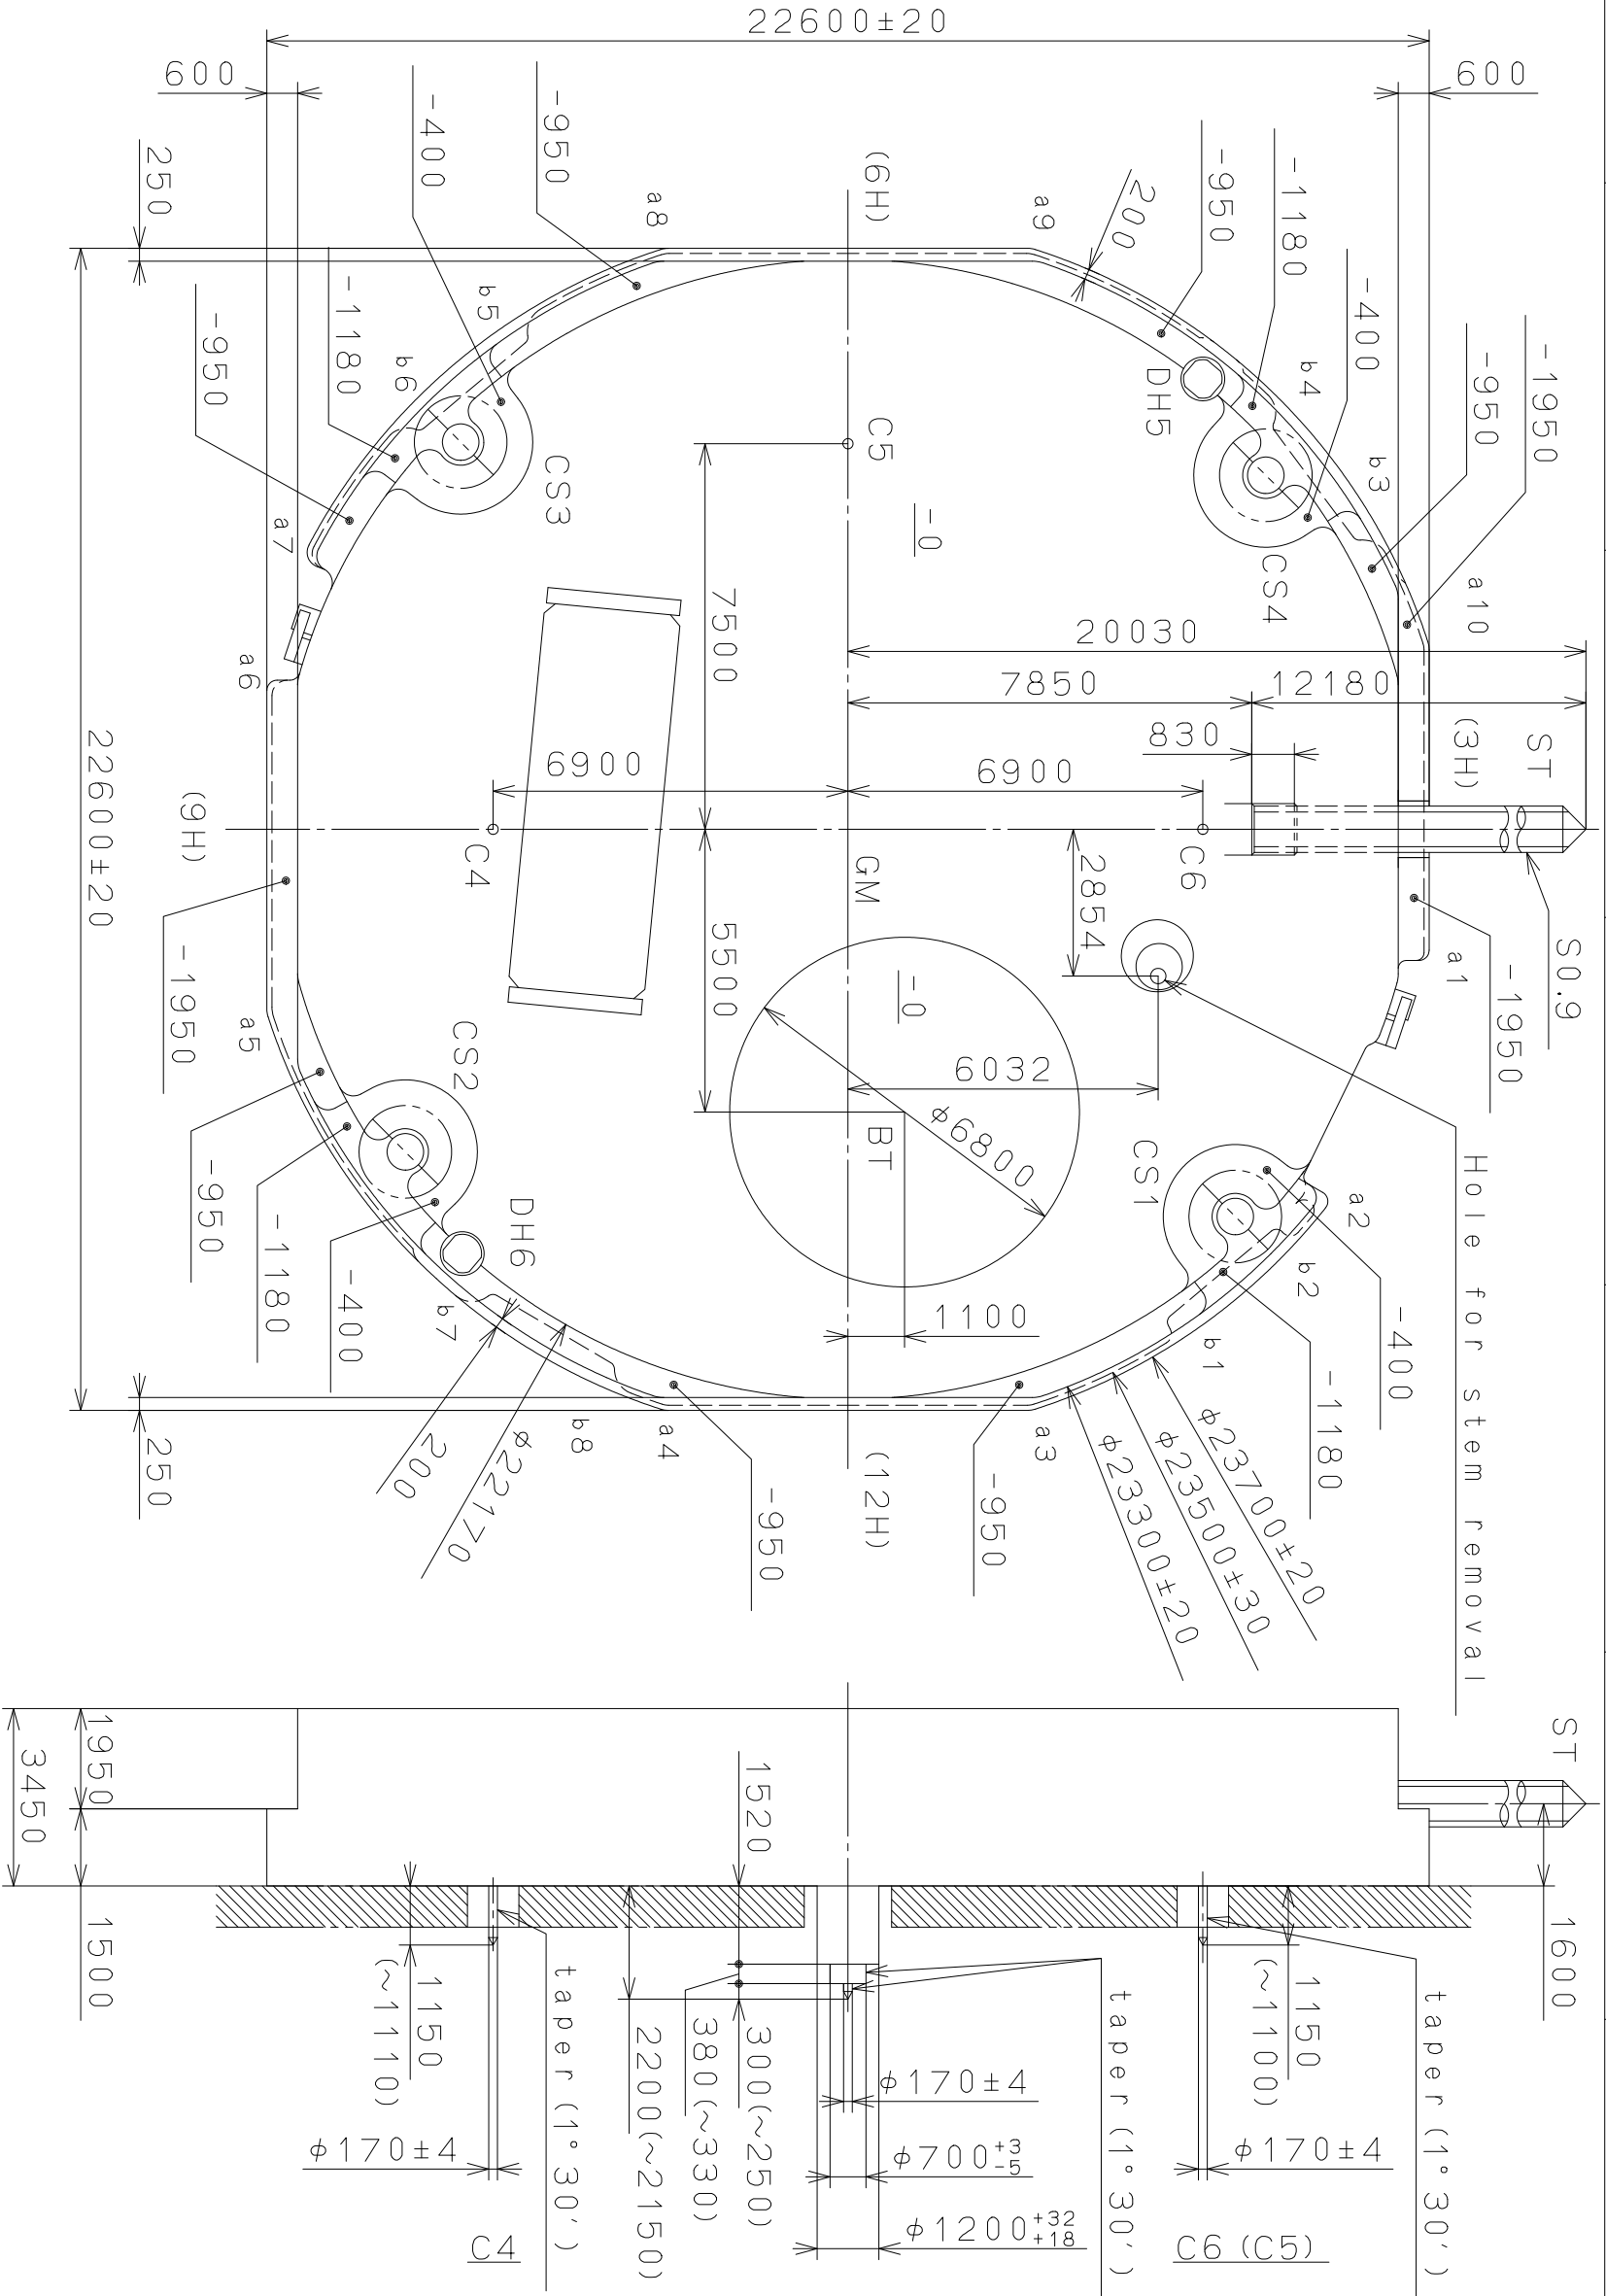 22600±20
600
600
-400
-950
(6H)
-950
-1180
-400
-950
-1950
250
a8
a9
200
b5
b4
b3
a10
-1180
-950
b6
DH5
C5
CS3
CS4
-0
a7
7500
20030
a6
7850
12180
6900
830
6900
(3H)
ST
22600±20
(9H)
C4
GM
2854
C6
S0.9
-1950
a5
CS2
5500
-0
6032
a1
-1950
-950
-1180
-400
DH6
BT
φ6800
CS1
a2
Hole for stem removal
b7
1100
b2
-400
b1
-1180
250
200
φ22170
b8
a4
-950
(12H)
-950
a3
φ23300±20
φ23500±30
φ23700±20
3450
1950
1500
1520
ST
1600
1150
(~1110)
taper (1°30′)
2200(~2150)
380(~330)
300(~250)
φ170±4
φ700 +3 -5
φ1200 +32 +18
taper (1°30′)
1150
(~1100)
taper (1°30′)
φ170±4
φ170±4
C4
C6 (C5)